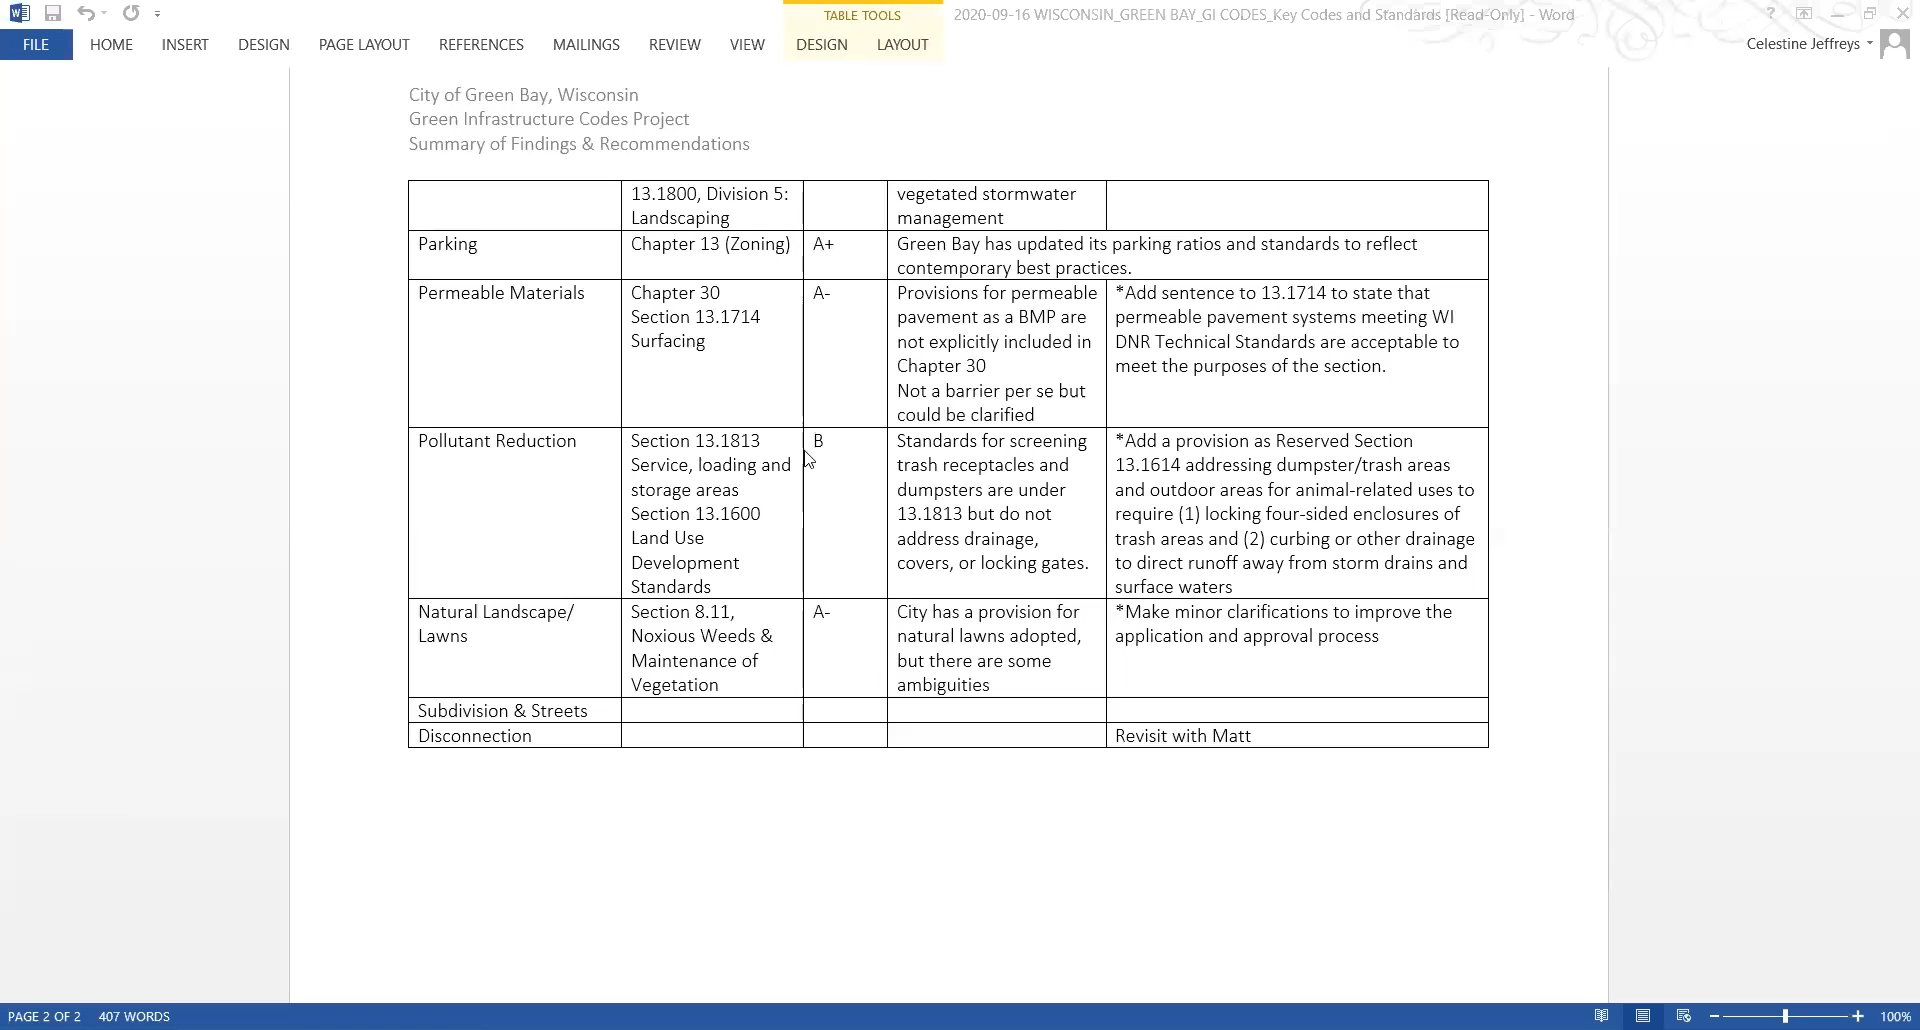 TABLE TOOLS
2020-09-16 WISCONSIN_GREEN BAY_GI CODES_Key Codes and Standards [Read-Only] - Word
?
FILE HOME INSERT DESIGN PAGE LAYOUT REFERENCES MAILINGS REVIEW VIEW DESIGN LAYOUT
Celestine Jeffreys
City of Green Bay, Wisconsin
Green Infrastructure Codes Project
Summary of Findings & Recommendations
13.1800, Division 5:
Landscaping
vegetated stormwater
management
Parking
Chapter 13 (Zoning)
A+
Green Bay has updated its parking ratios and standards to reflect
contemporary best practices.
Permeable Materials
Chapter 30
Section 13.1714
Surfacing
A-
Provisions for permeable
pavement as a BMP are
not explicitly included in
Chapter 30
Not a barrier per se but
could be clarified
*Add sentence to 13.1714 to state that
permeable pavement systems meeting WI
DNR Technical Standards are acceptable to
meet the purposes of the section.
Pollutant Reduction
Section 13.1813
Service, loading and
storage areas
Section 13.1600
Land Use
Development
Standards
B
Standards for screening
trash receptacles and
dumpsters are under
13.1813 but do not
address drainage,
covers, or locking gates.
*Add a provision as Reserved Section
13.1614 addressing dumpster/trash areas
and outdoor areas for animal-related uses to
require (1) locking four-sided enclosures of
trash areas and (2) curbing or other drainage
to direct runoff away from storm drains and
surface waters
Natural Landscape/
Lawns
Section 8.11,
Noxious Weeds &
Maintenance of
Vegetation
A-
City has a provision for
natural lawns adopted,
but there are some
ambiguities
*Make minor clarifications to improve the
application and approval process
Subdivision & Streets
Disconnection
Revisit with Matt
PAGE 2 OF 2 407 WORDS
100%